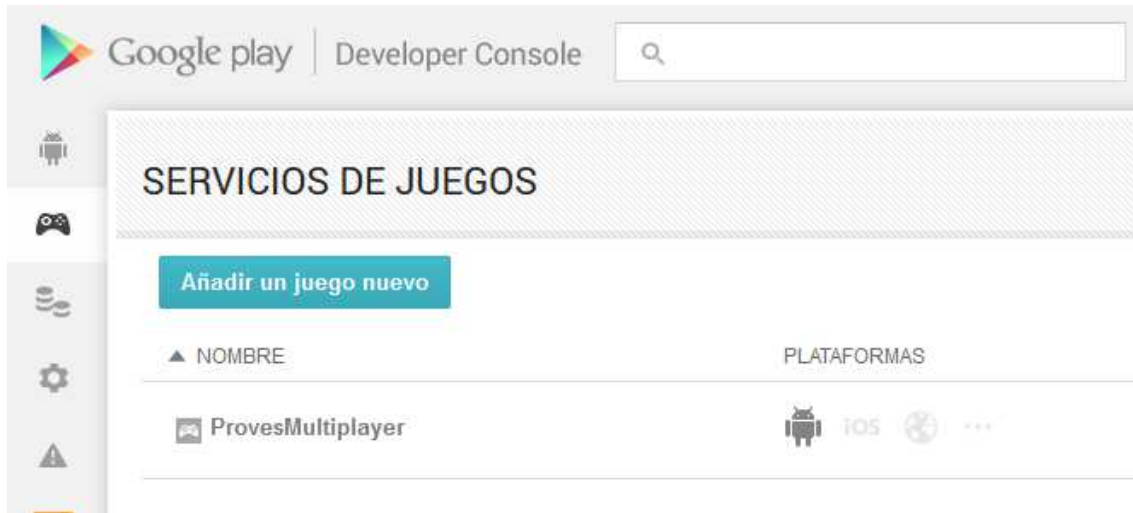 Google play Developer Console
SERVICIOS DE JUEGOS
Añadir un juego nuevo
NOMBRE PLATAFORMAS
ProvesMultiplayer iOS ...